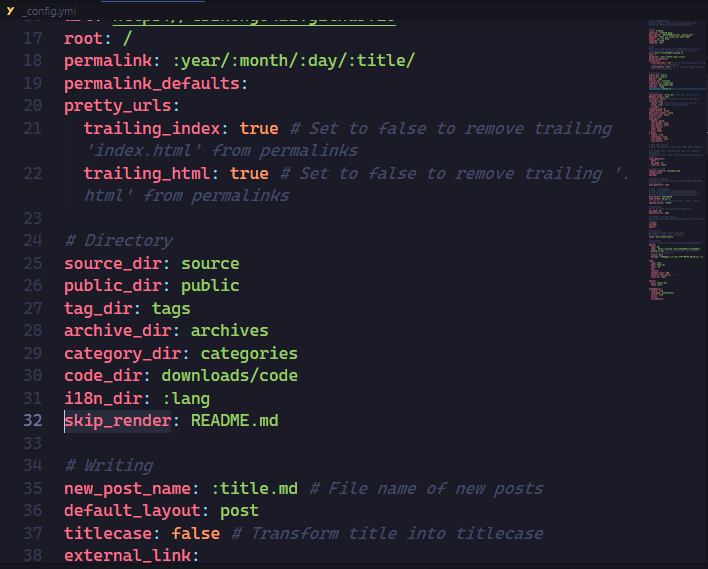 _config.yml
17 root: /
18 permalink: :year/:month/:day/:title/
19 permalink_defaults:
20 pretty_urls:
21 trailing_index: true # Set to false to remove trailing
'index.html' from permalinks
22 trailing_html: true # Set to false to remove trailing '.
html' from permalinks
23
24 # Directory
25 source_dir: source
26 public_dir: public
27 tag_dir: tags
28 archive_dir: archives
29 category_dir: categories
30 code_dir: downloads/code
31 i18n_dir: :lang
32 skip_render: README.md
33
34 # Writing
35 new_post_name: :title.md # File name of new posts
36 default_layout: post
37 titlecase: false # Transform title into titlecase
38 external_link: